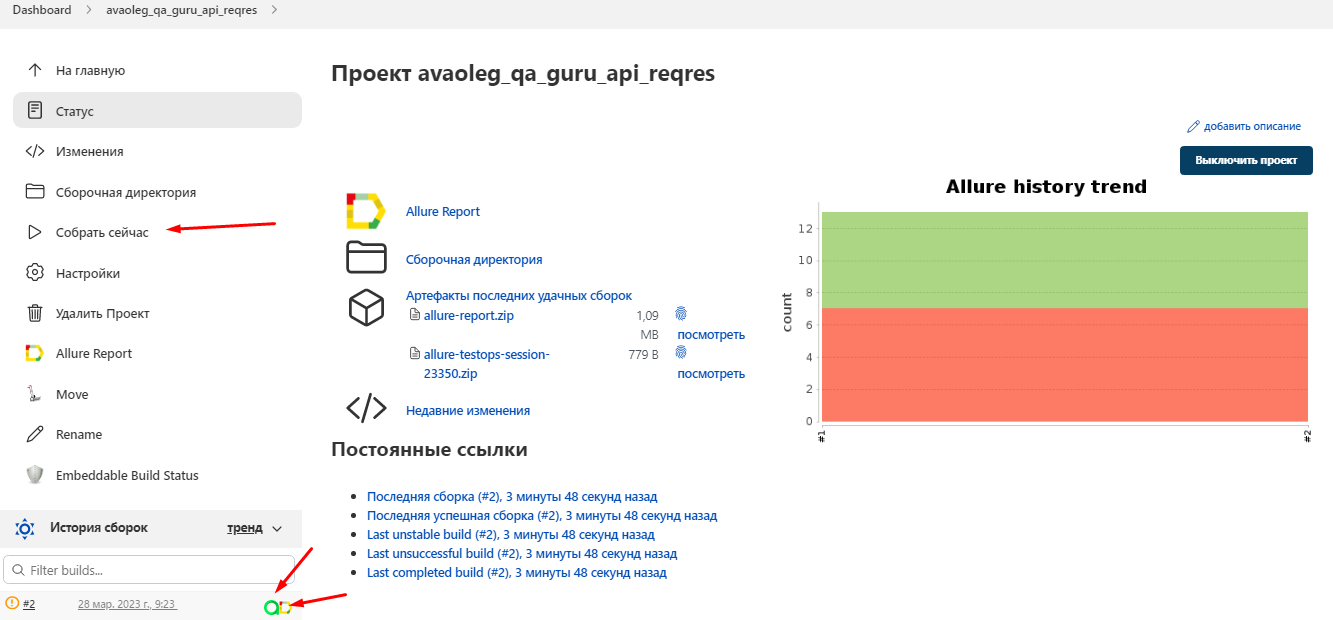 Dashboard > avaoleg_qa_guru_api_reqres >
На главную
Статус
Изменения
Сборочная директория
Собрать сейчас
Настройки
Удалить Проект
Allure Report
Move
Rename
Embeddable Build Status
История сборок тренд
Filter builds...
#2 28 мар. 2023 г., 9:23
Проект avaoleg_qa_guru_api_reqres
добавить описание
Выключить проект
Allure Report
Сборочная директория
Артефакты последних удачных сборок
allure-report.zip 1,09
MB посмотреть
allure-testops-session- 779 B
23350.zip посмотреть
Недавние изменения
Allure history trend
count
12
10
8
6
4
2
0
#1 #2
Постоянные ссылки
Последняя сборка (#2), 3 минуты 48 секунд назад
Последняя успешная сборка (#2), 3 минуты 48 секунд назад
Last unstable build (#2), 3 минуты 48 секунд назад
Last unsuccessful build (#2), 3 минуты 48 секунд назад
Last completed build (#2), 3 минуты 48 секунд назад